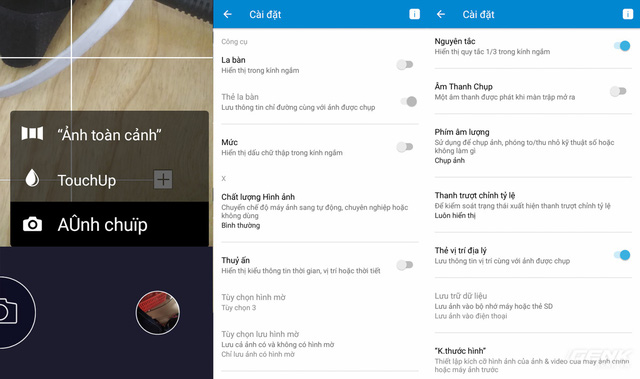 “Ảnh toàn cảnh”
TouchUp
AÛnh chuïp
Cài đặt
Công cụ
La bàn
Hiển thị trong kính ngắm
Thẻ la bàn
Lưu thông tin chỉ đường cùng với ảnh được chụp
Mức
Hiển thị dấu chữ thập trong kính ngắm
X
Chất lượng Hình ảnh
Chuyển chế độ máy ảnh sang tự động, chuyên nghiệp hoặc
không dùng
Bình thường
Thuỷ ấn
Hiển thị kiểu thông tin thời gian, vị trí hoặc thời tiết
Tùy chọn hình mờ
Tùy chọn 3
Tùy chọn lưu hình mờ
Lưu cả ảnh có và không có hình mờ
Chỉ lưu ảnh có hình mờ
Cài đặt
Nguyên tắc
Hiển thị quy tắc 1/3 trong kính ngắm
Âm Thanh Chụp
Một âm thanh được phát khi màn trập mở ra
Phím âm lượng
Sử dụng để chụp ảnh, phóng to/thu nhỏ kỹ thuật số hoặc
không làm gì
Chụp ảnh
Thanh trượt chỉnh tỷ lệ
Để kiểm soát trạng thái xuất hiện thanh trượt chỉnh tỷ lệ
Luôn hiển thị
Thẻ vị trí địa lý
Lưu thông tin vị trí cùng với ảnh được chụp
Lưu trữ dữ liệu
Lưu ảnh vào bộ nhớ máy hoặc thẻ SD
Lưu ảnh vào điện thoại
“K.thước hình”
Thiết lập kích cỡ hình ảnh của ảnh & video của máy ảnh chính
hoặc máy ảnh trước
GENK